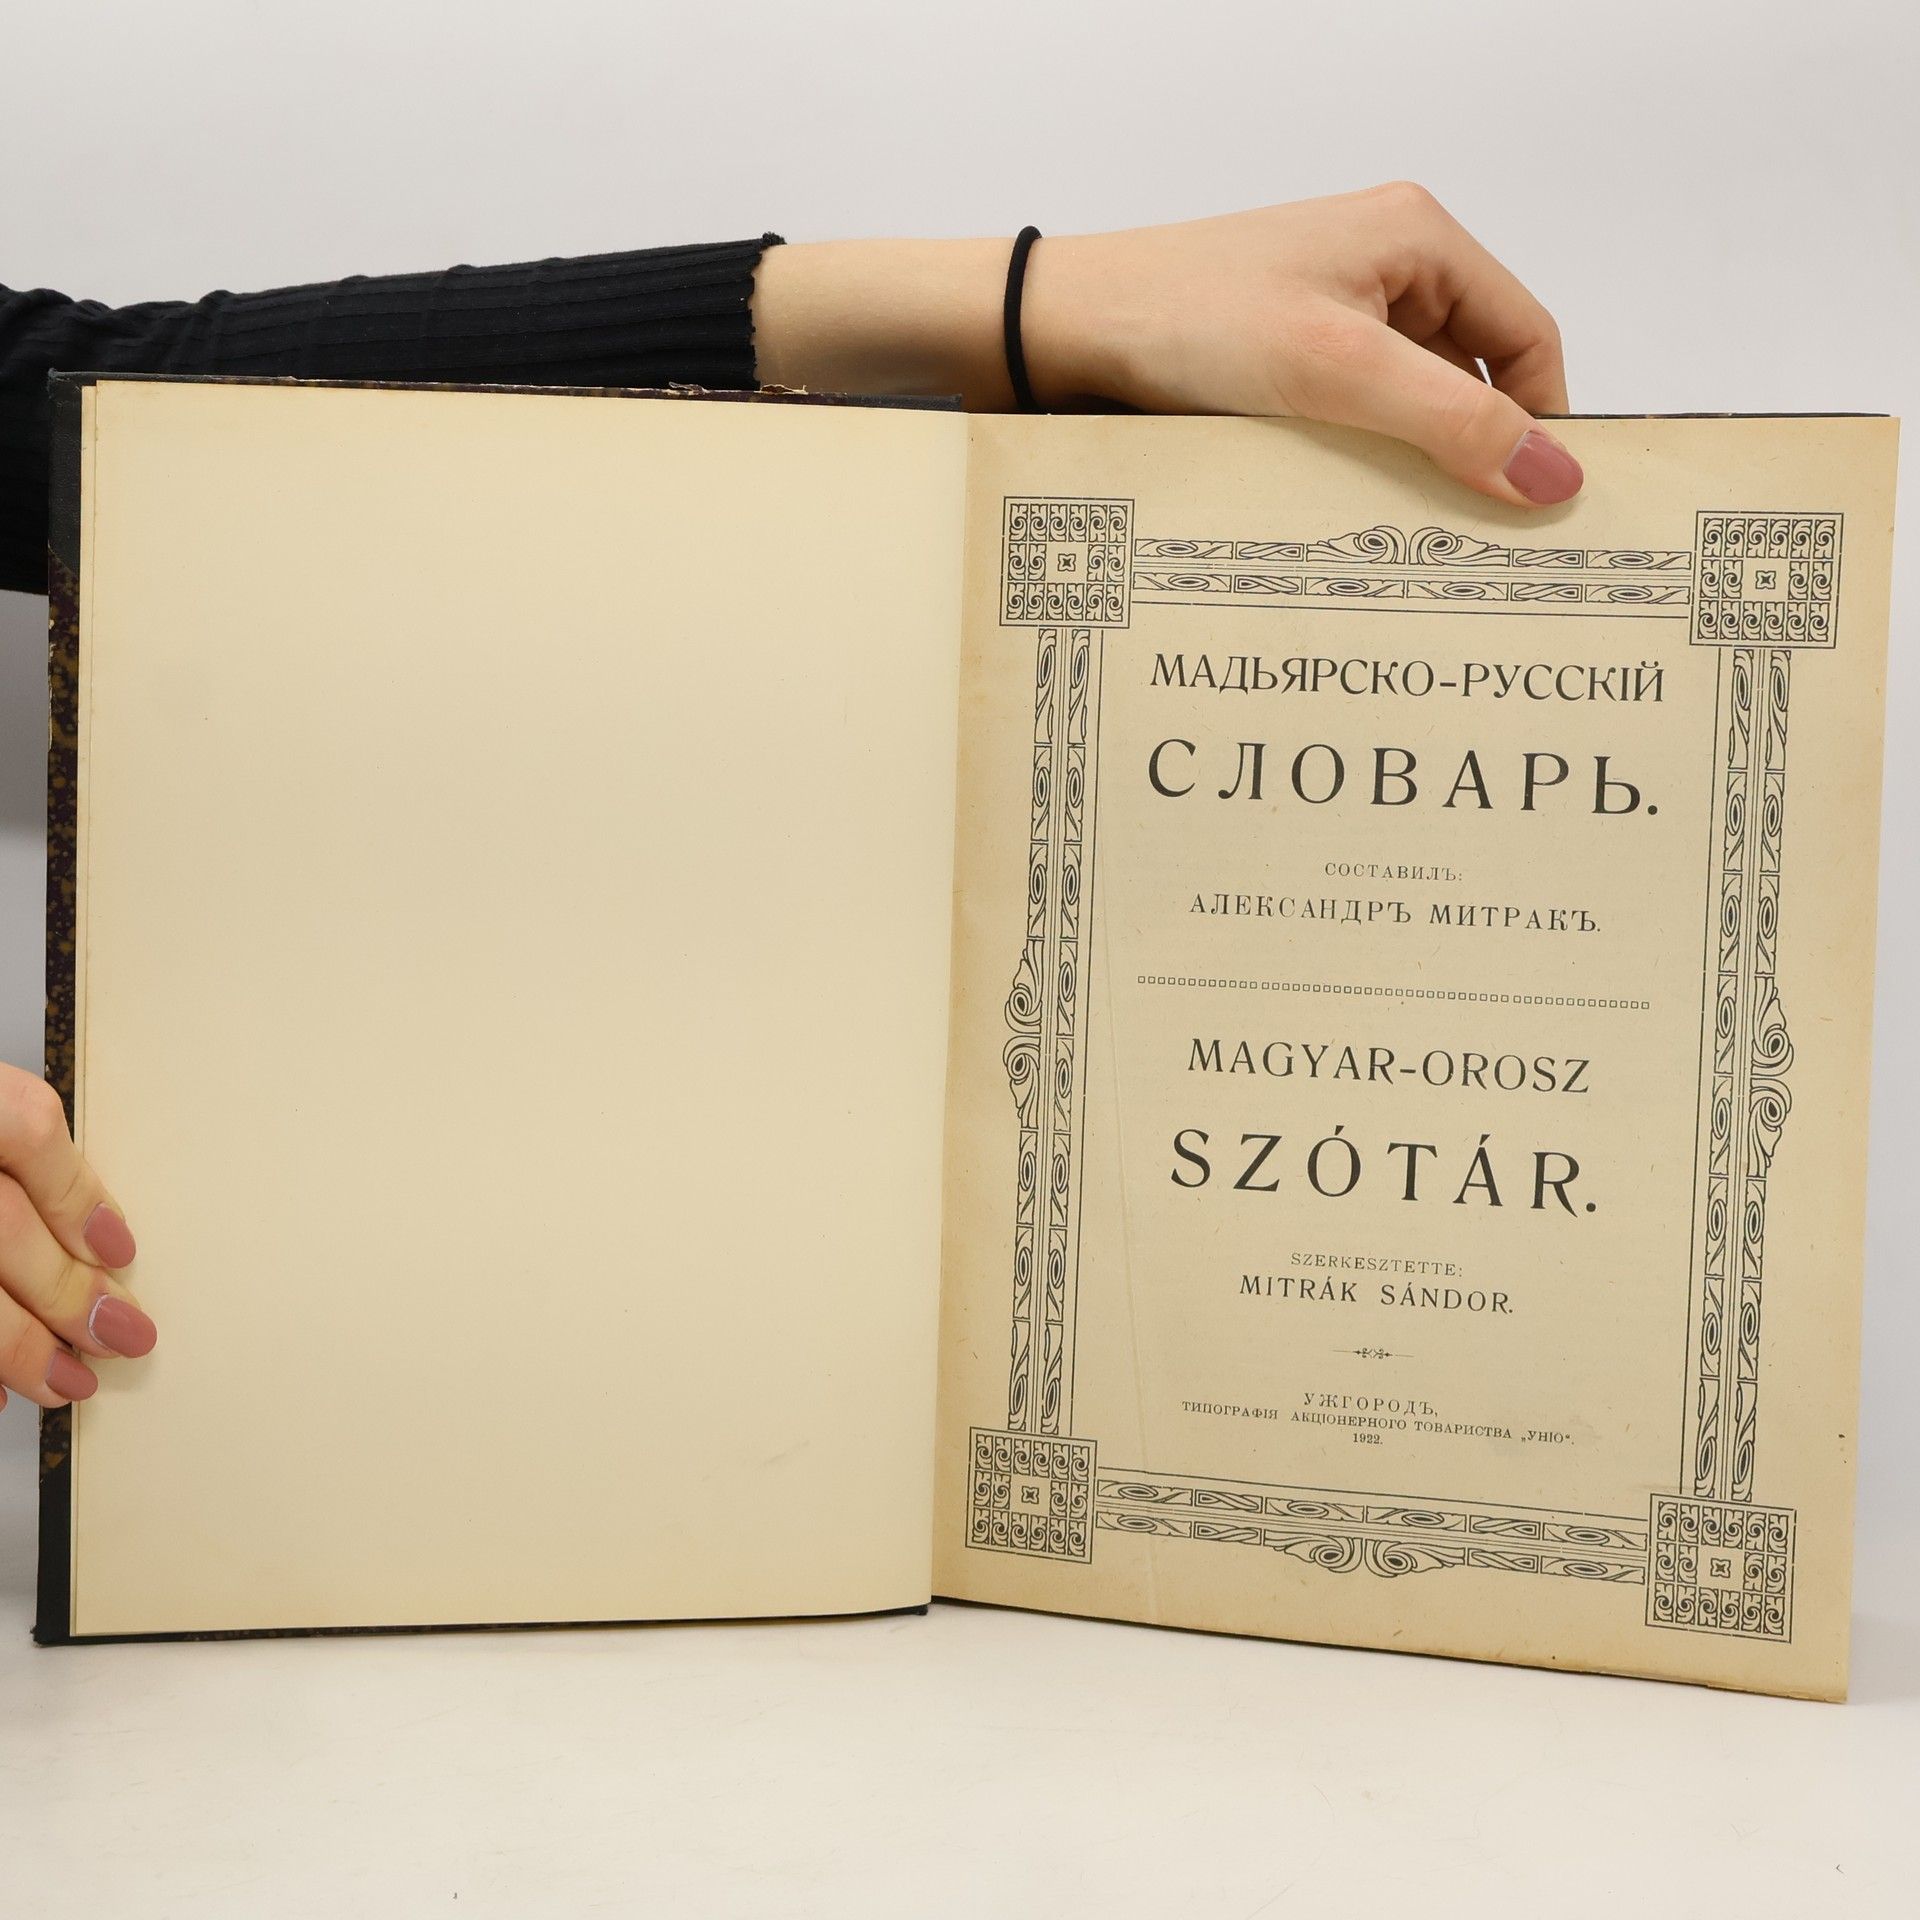 МАДЬЯРСКО-РУССКІЙ
СЛОВАРЬ.
СОСТАВИЛЪ:
АЛЕКСАНДРЪ МИТРАКЪ.
MAGYAR-OROSZ
SZÓTÁR.
SZERKESZTETTE:
MITRÁK SÁNDOR.
УЖГОРОДЪ,
ТИПОГРАФІЯ АКЦІОНЕРНОГО ТОВАРИСТВА „УНІО“.
1922.